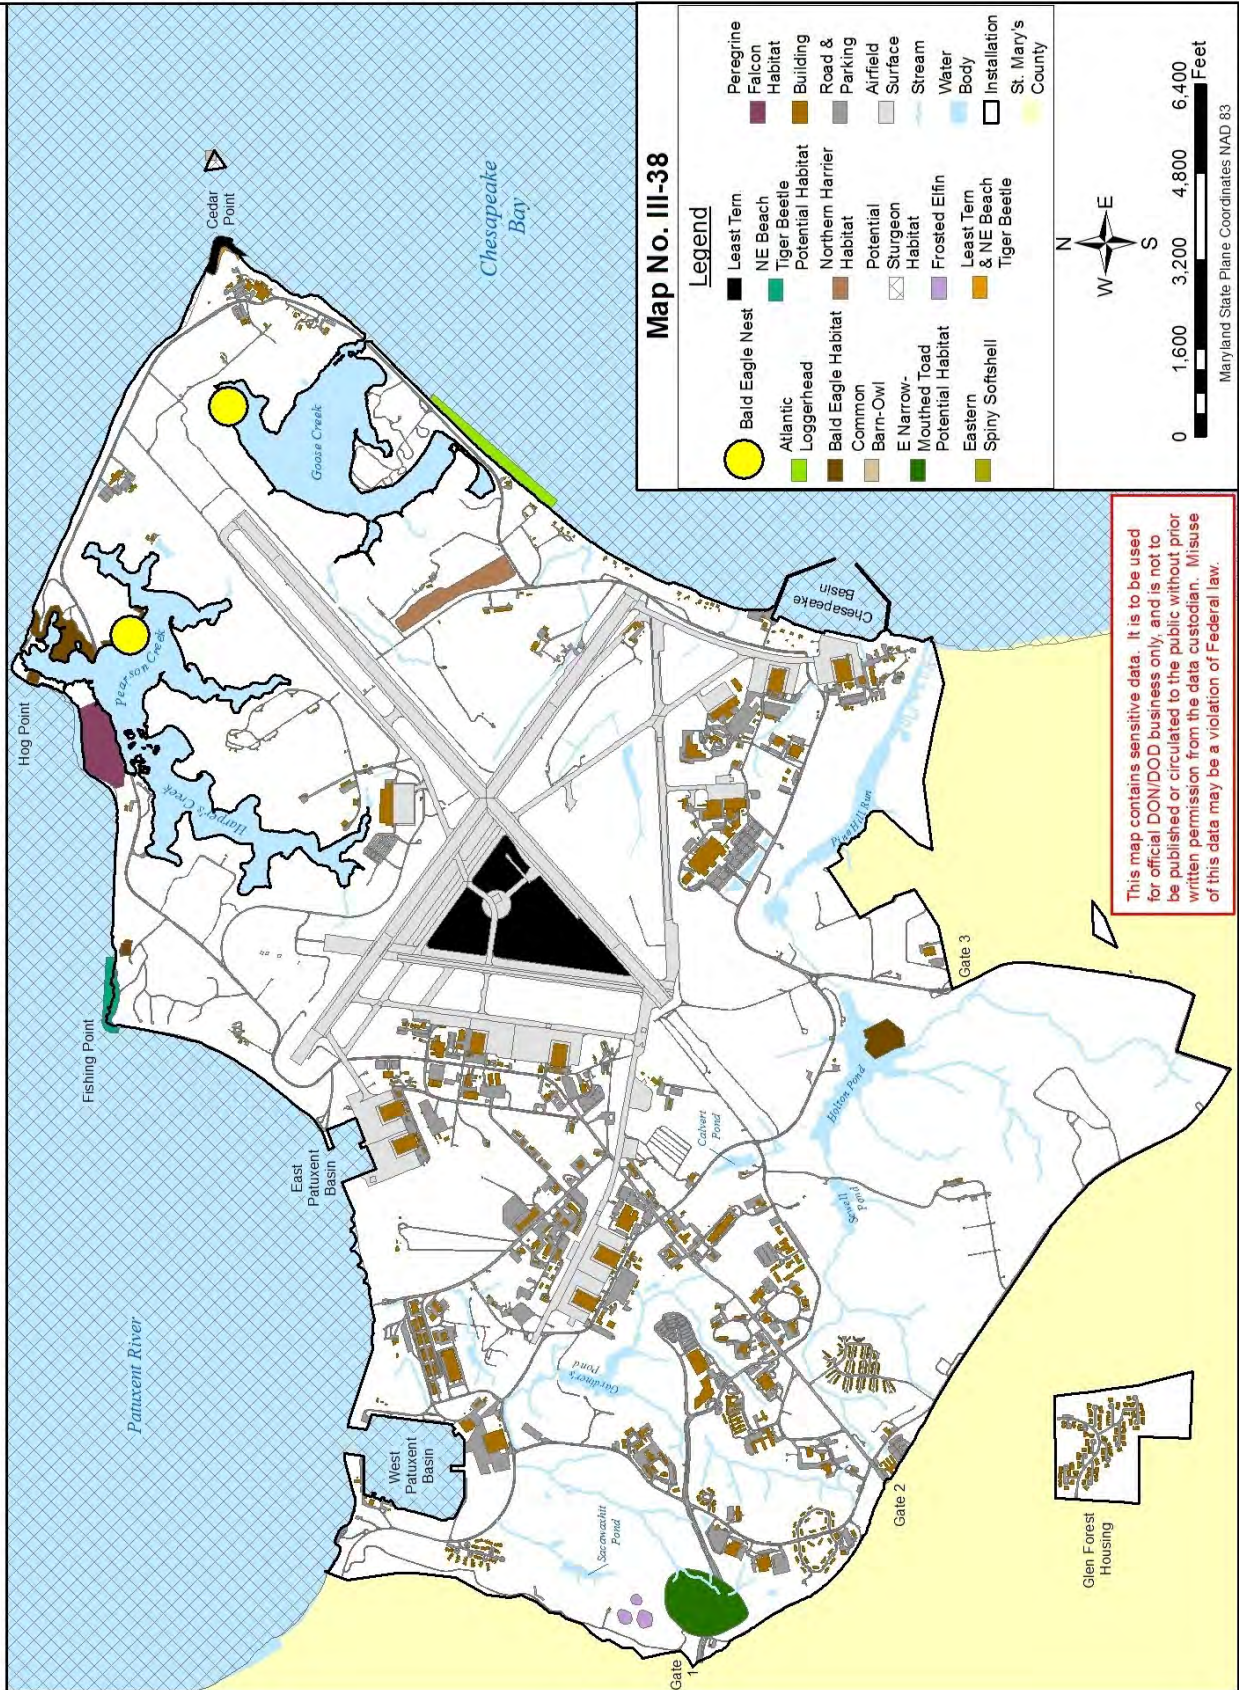 Map No. III-38
Legend
Bald Eagle Nest
Atlantic
Loggerhead
Bald Eagle Habitat
Common
Barn-Owl
E Narrow-
Mouthed Toad
Potential Habitat
Eastern
Spiny Softshell
Least Tern
NE Beach
Tiger Beetle
Potential Habitat
Northern Harrier
Habitat
Potential
Sturgeon
Habitat
Frosted Elfin
Least Tern
& NE Beach
Tiger Beetle
Peregrine
Falcon
Habitat
Building
Road &
Parking
Airfield
Surface
Stream
Water
Body
Installation
St. Mary's
County
N
W
E
S
0 1,600 3,200 4,800 6,400
Feet
Maryland State Plane Coordinates NAD 83
This map contains sensitive data. It is to be used
for official DON/DOD business only, and is not to
be published or circulated to the public without prior
written permission from the data custodian. Misuse
of this data may be a violation of Federal law.
Patuxent River
West
Patuxent
Basin
East
Patuxent
Basin
Fishing Point
Hog Point
Cedar
Point
Chesapeake
Bay
Harper's Creek
Pearson Creek
Goose Creek
Chesapeake
Basin
Pine Hill Run
Gate 3
Holton Pond
Calvert
Pond
Sewell
Pond
Gardiner's
Pond
Sacawaxhit
Pond
Gate
1
Gate 2
Glen Forest
Housing